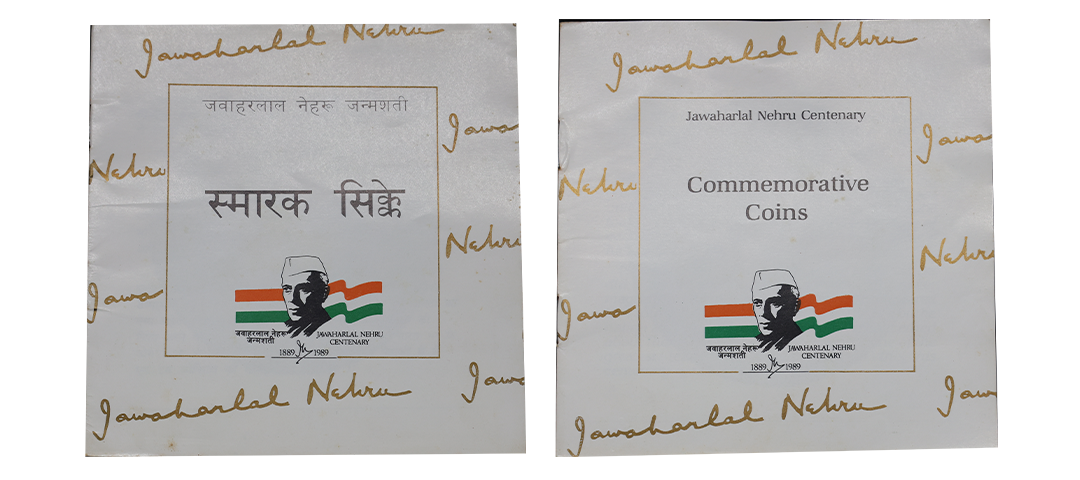 Jawaharlal Nehru
जवाहरलाल नेहरू जन्मशती
Jawa
Nehru
स्मारक सिक्के
Nehru
Jawa
जवाहरलाल नेहरू
जन्मशती
JAWAHARLAL NEHRU
CENTENARY
1889 1989
Jawa
Jawaharlal Nehru
Jawaharlal Nehru
Jawaharlal Nehru Centenary
Jawa
Nehru
Commemorative
Coins
Nehru
Jawa
जवाहरलाल नेहरू
जन्मशती
JAWAHARLAL NEHRU
CENTENARY
1889 1989
Jaw
Jawaharlal Nehru